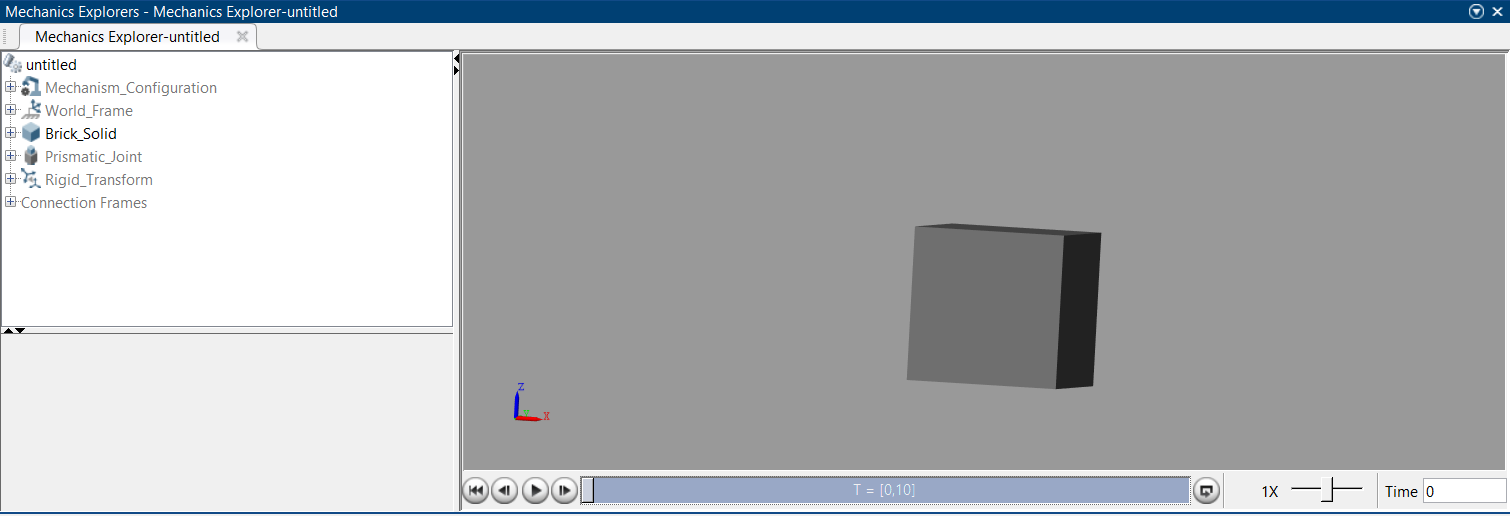 Mechanics Explorers - Mechanics Explorer-untitled
Mechanics Explorer-untitled
untitled
Mechanism_Configuration
World_Frame
Brick_Solid
Prismatic_Joint
Rigid_Transform
Connection Frames
Z
Y
X
T = [0,10]
1X
Time 0